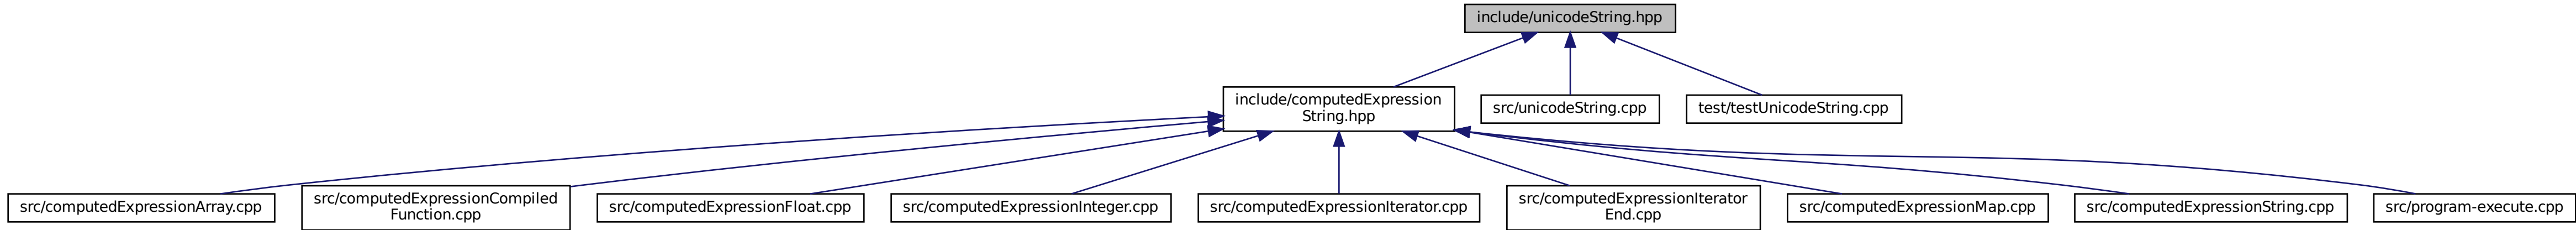 include/unicodeString.hpp
include/computedExpression
String.hpp
src/unicodeString.cpp
test/testUnicodeString.cpp
src/computedExpressionArray.cpp
src/computedExpressionCompiled
Function.cpp
src/computedExpressionFloat.cpp
src/computedExpressionInteger.cpp
src/computedExpressionIterator.cpp
src/computedExpressionIterator
End.cpp
src/computedExpressionMap.cpp
src/computedExpressionString.cpp
src/program-execute.cpp